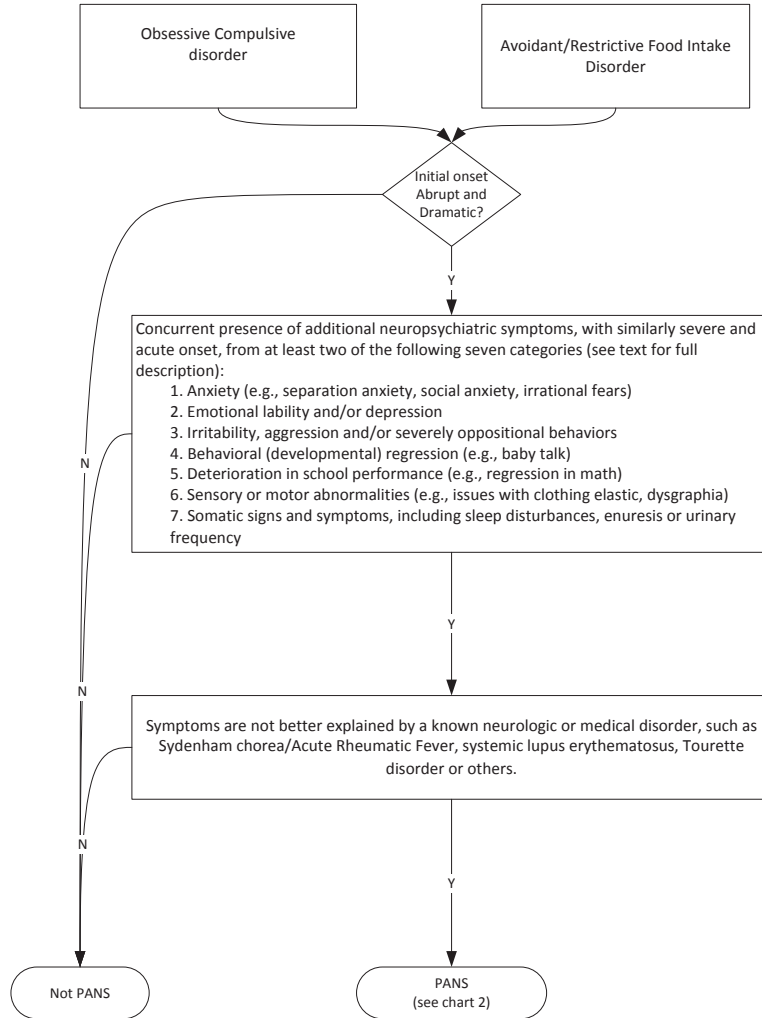 Obsessive Compulsive
disorder
Avoidant/Restrictive Food Intake
Disorder
Initial onset
Abrupt and
Dramatic?
Y
Concurrent presence of additional neuropsychiatric symptoms, with similarly severe and
acute onset, from at least two of the following seven categories (see text for full
description):
1. Anxiety (e.g., separation anxiety, social anxiety, irrational fears)
2. Emotional lability and/or depression
3. Irritability, aggression and/or severely oppositional behaviors
4. Behavioral (developmental) regression (e.g., baby talk)
5. Deterioration in school performance (e.g., regression in math)
6. Sensory or motor abnormalities (e.g., issues with clothing elastic, dysgraphia)
7. Somatic signs and symptoms, including sleep disturbances, enuresis or urinary
frequency
N
Y
N
Symptoms are not better explained by a known neurologic or medical disorder, such as
Sydenham chorea/Acute Rheumatic Fever, systemic lupus erythematosus, Tourette
disorder or others.
N
Y
Not PANS
PANS
(see chart 2)